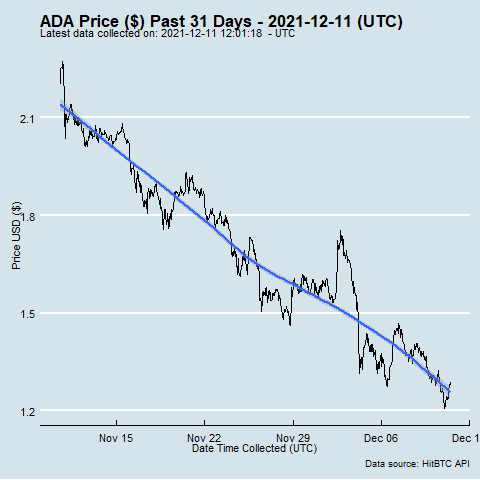 ADA Price ($) Past 31 Days - 2021-12-11 (UTC)
Latest data collected on: 2021-12-11 12:01:18 - UTC
2.1
1.8
1.5
1.2
Price USD ($)
Nov 15 Nov 22 Nov 29 Dec 06 Dec 1
Date Time Collected (UTC)
Data source: HitBTC API